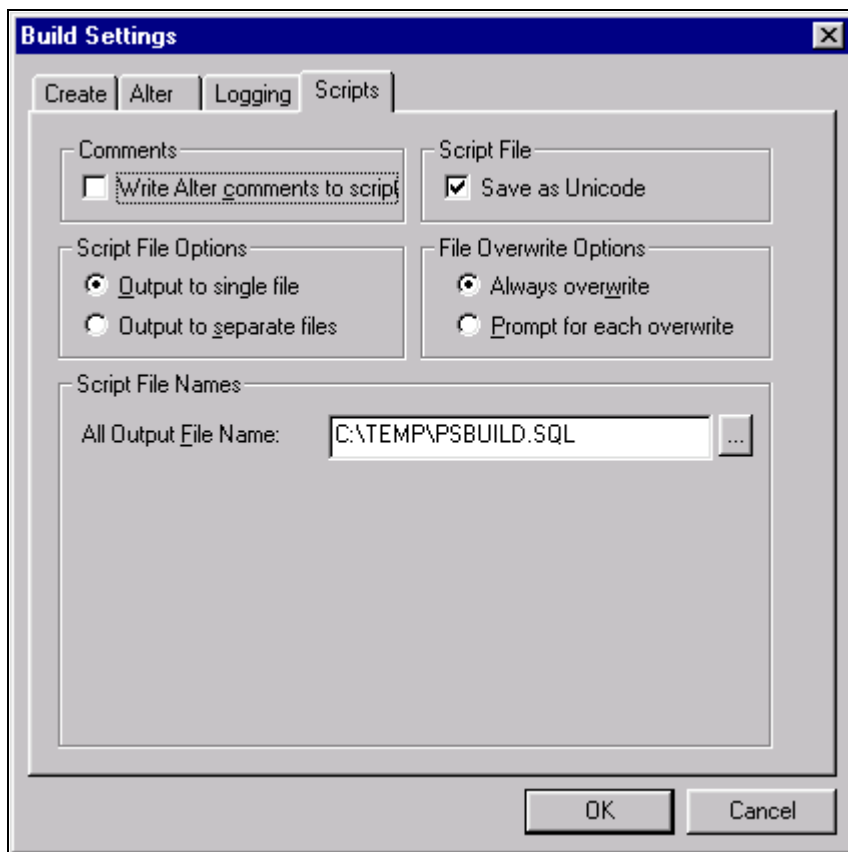 Build Settings
Create Alter Logging Scripts
Comments
Write Alter comments to script
Script File
Save as Unicode
Script File Options
Output to single file
Output to separate files
File Overwrite Options
Always overwrite
Prompt for each overwrite
Script File Names
All Output File Name: C:\TEMP\PSBUILD.SQL ...
OK Cancel